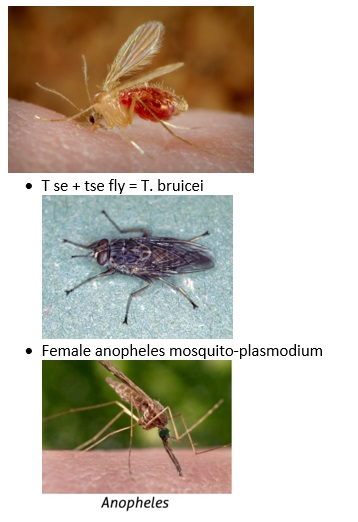 • T se + tse fly = T. bruicei
• Female anopheles mosquito-plasmodium
Anopheles